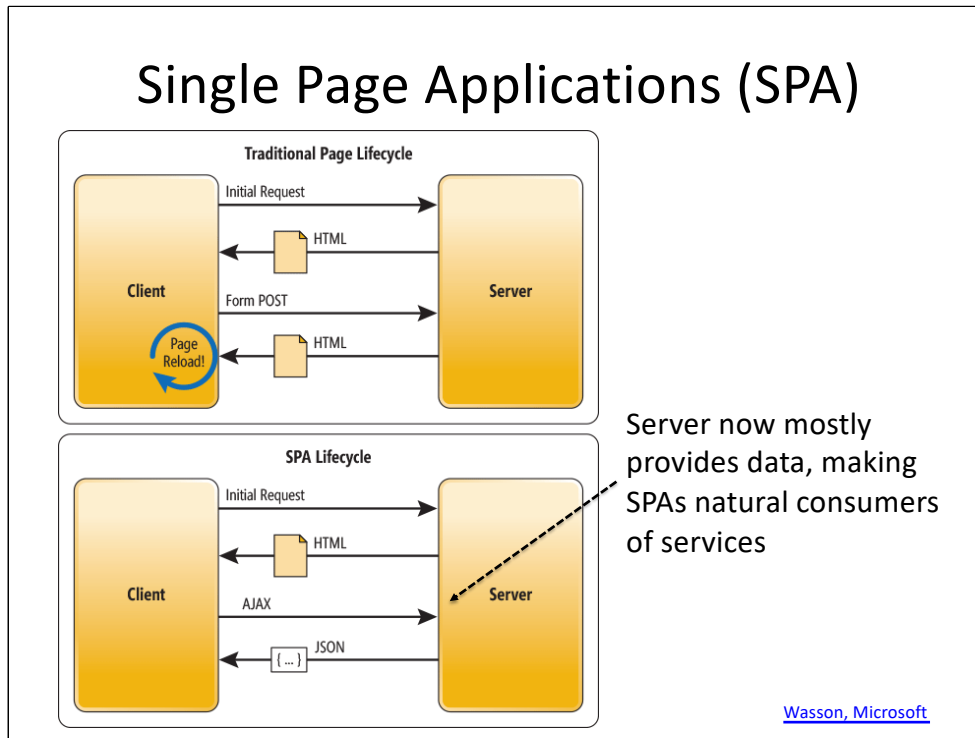 Single Page Applications (SPA)
Traditional Page Lifecycle
Initial Request
HTML
Client
Server
Form POST
HTML
Page
Reload!
SPA Lifecycle
Initial Request
HTML
Client
Server
AJAX
JSON
{ ... }
Server now mostly
provides data, making
SPAs natural consumers
of services
Wasson, Microsoft